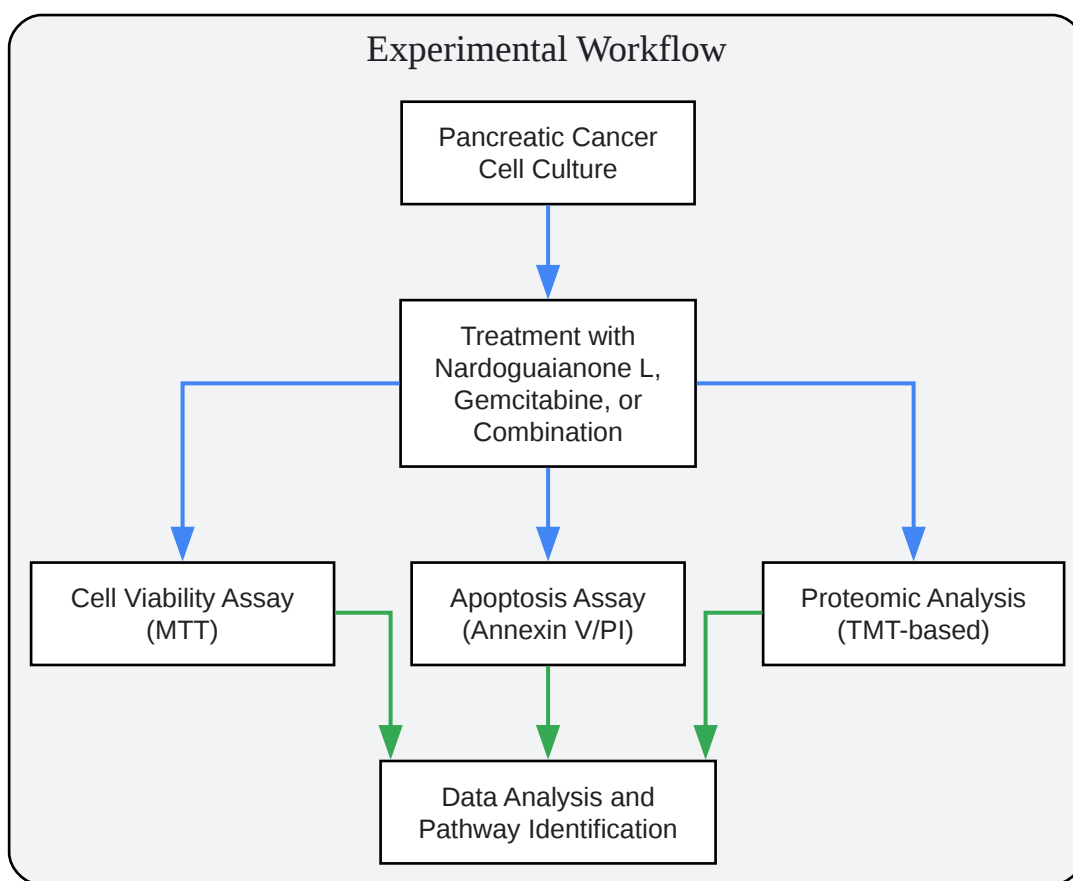 Experimental Workflow
Pancreatic Cancer
Cell Culture
Treatment with
Nardoguaianone L,
Gemcitabine, or
Combination
Cell Viability Assay
(MTT)
Apoptosis Assay
(Annexin V/PI)
Proteomic Analysis
(TMT-based)
Data Analysis and
Pathway Identification